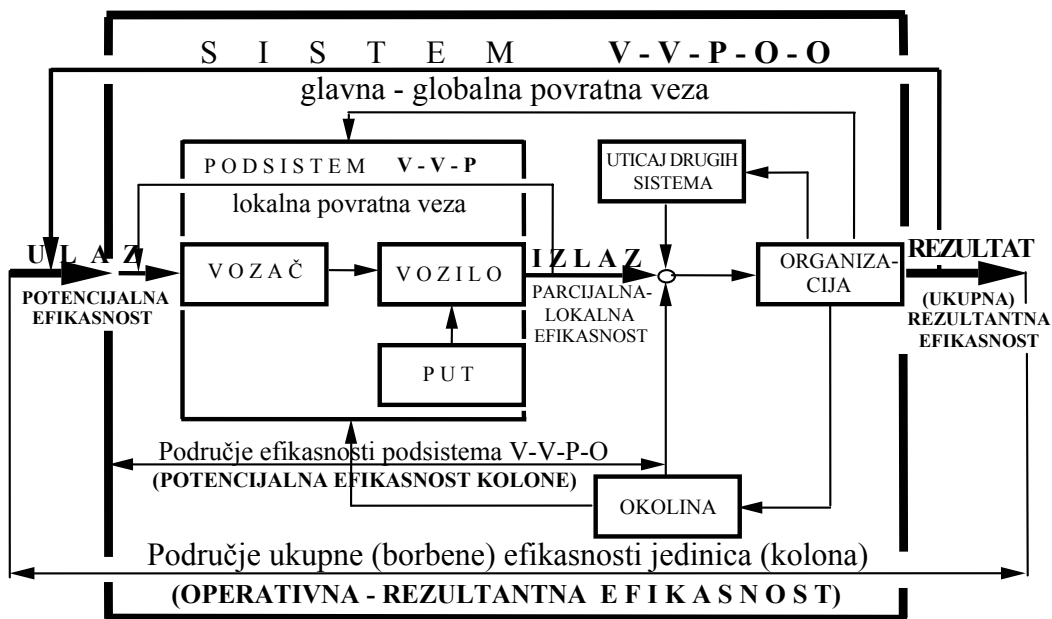 S I S T E M V - V - P - O - O
glavna - globalna povratna veza
P O D S I S T E M V - V - P
lokalna povratna veza
UTICAJ DRUGIH
SISTEMA
U L A Z
POTENCIJALNA
EFIKASNOST
V O Z A Č
V O Z I L O
I Z L A Z
PARCIJALNA-
LOKALNA
EFIKASNOST
ORGANIZA-
CIJA
REZULTAT
(UKUPNA)
REZULTANTNA
EFIKASNOST
P U T
Područje efikasnosti podsistema V-V-P-O
(POTENCIJALNA EFIKASNOST KOLONE)
OKOLINA
Područje ukupne (borbene) efikasnosti jedinica (kolona)
(OPERATIVNA - REZULTANTNA E F I K A S N O S T)